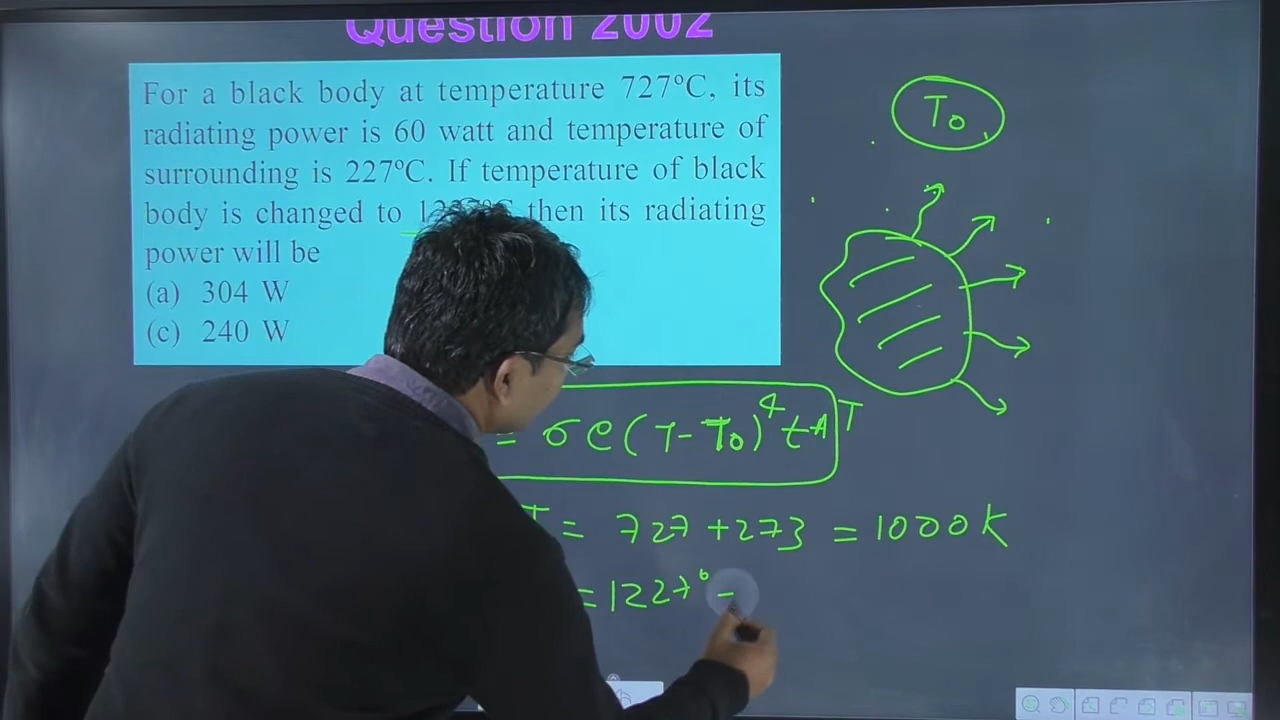 Question 2002
For a black body at temperature 727°C, its
radiating power is 60 watt and temperature of
surrounding is 227°C. If temperature of black
body is changed to then its radiating
power will be
(a) 304 W
(c) 240 W
T₀
= σe(T-T₀)⁴tA
T
T = 727+273 = 1000K
=1227° =